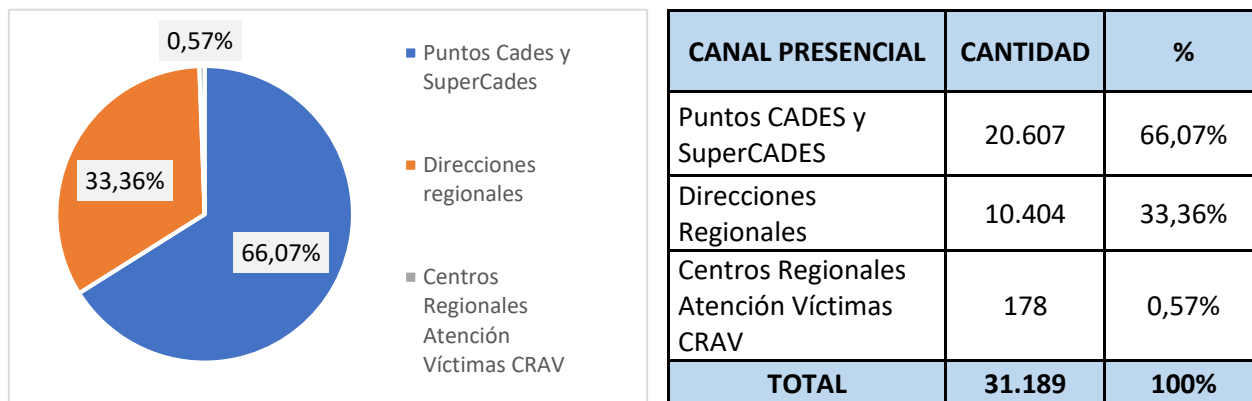 0,57%
33,36%
66,07%
Puntos Cades y
SuperCades
Direcciones
regionales
Centros
Regionales
Atención
Víctimas CRAV
CANAL PRESENCIAL CANTIDAD %
Puntos CADES y
SuperCADES 20.607 66,07%
Direcciones
Regionales 10.404 33,36%
Centros Regionales
Atención Víctimas 178 0,57%
CRAV
TOTAL 31.189 100%